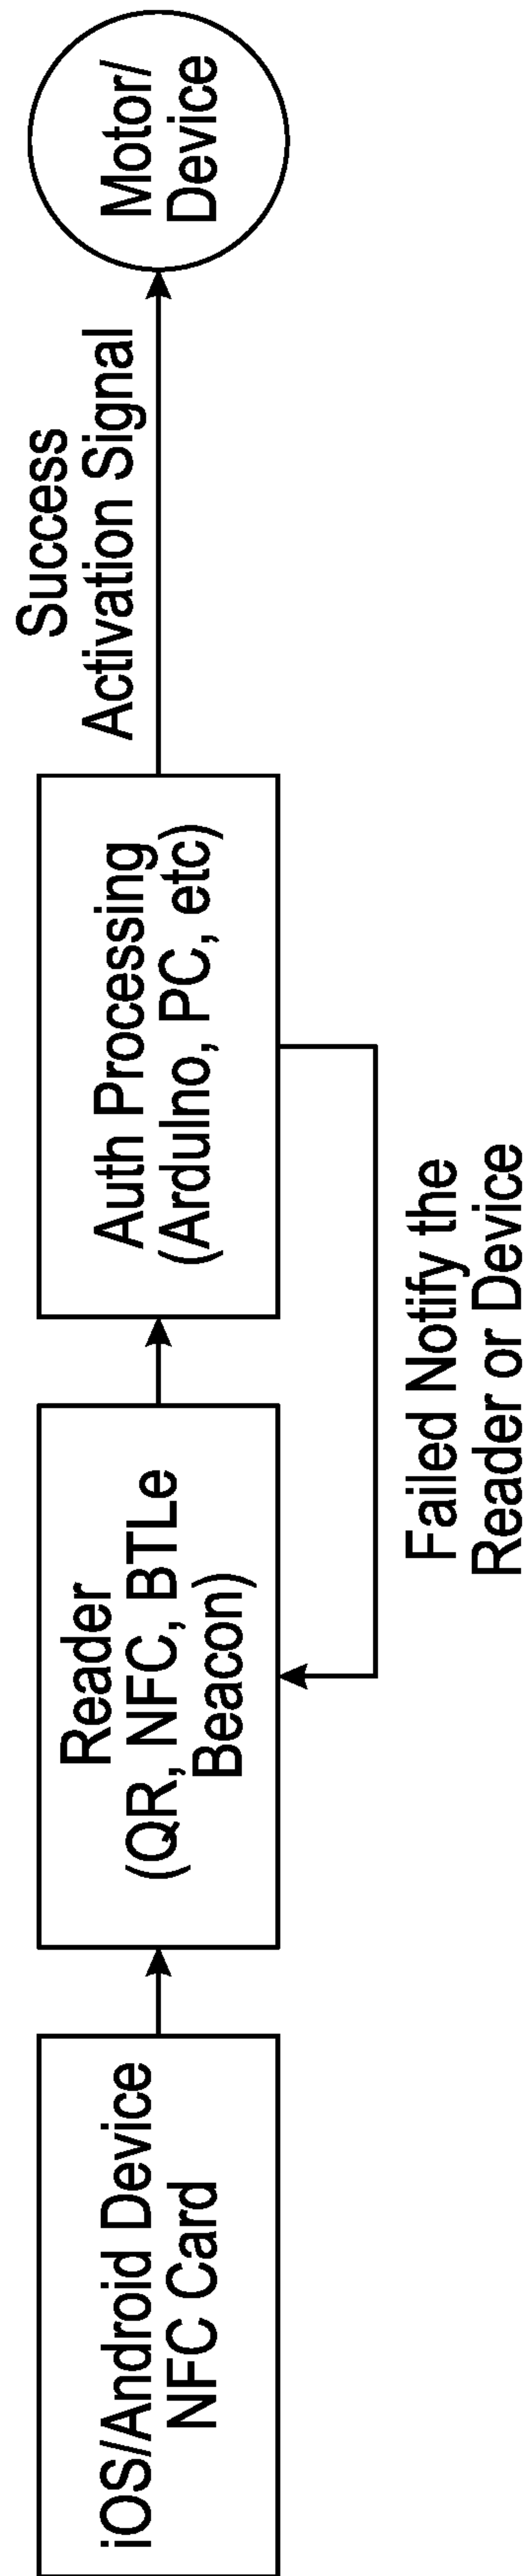 iOS/Android Device
NFC Card
Reader
(QR, NFC, BTLe
Beacon)
Auth Processing
(Ardulno, PC, etc)
Success
Activation Signal
Motor/
Device
Failed Notify the
Reader or Device